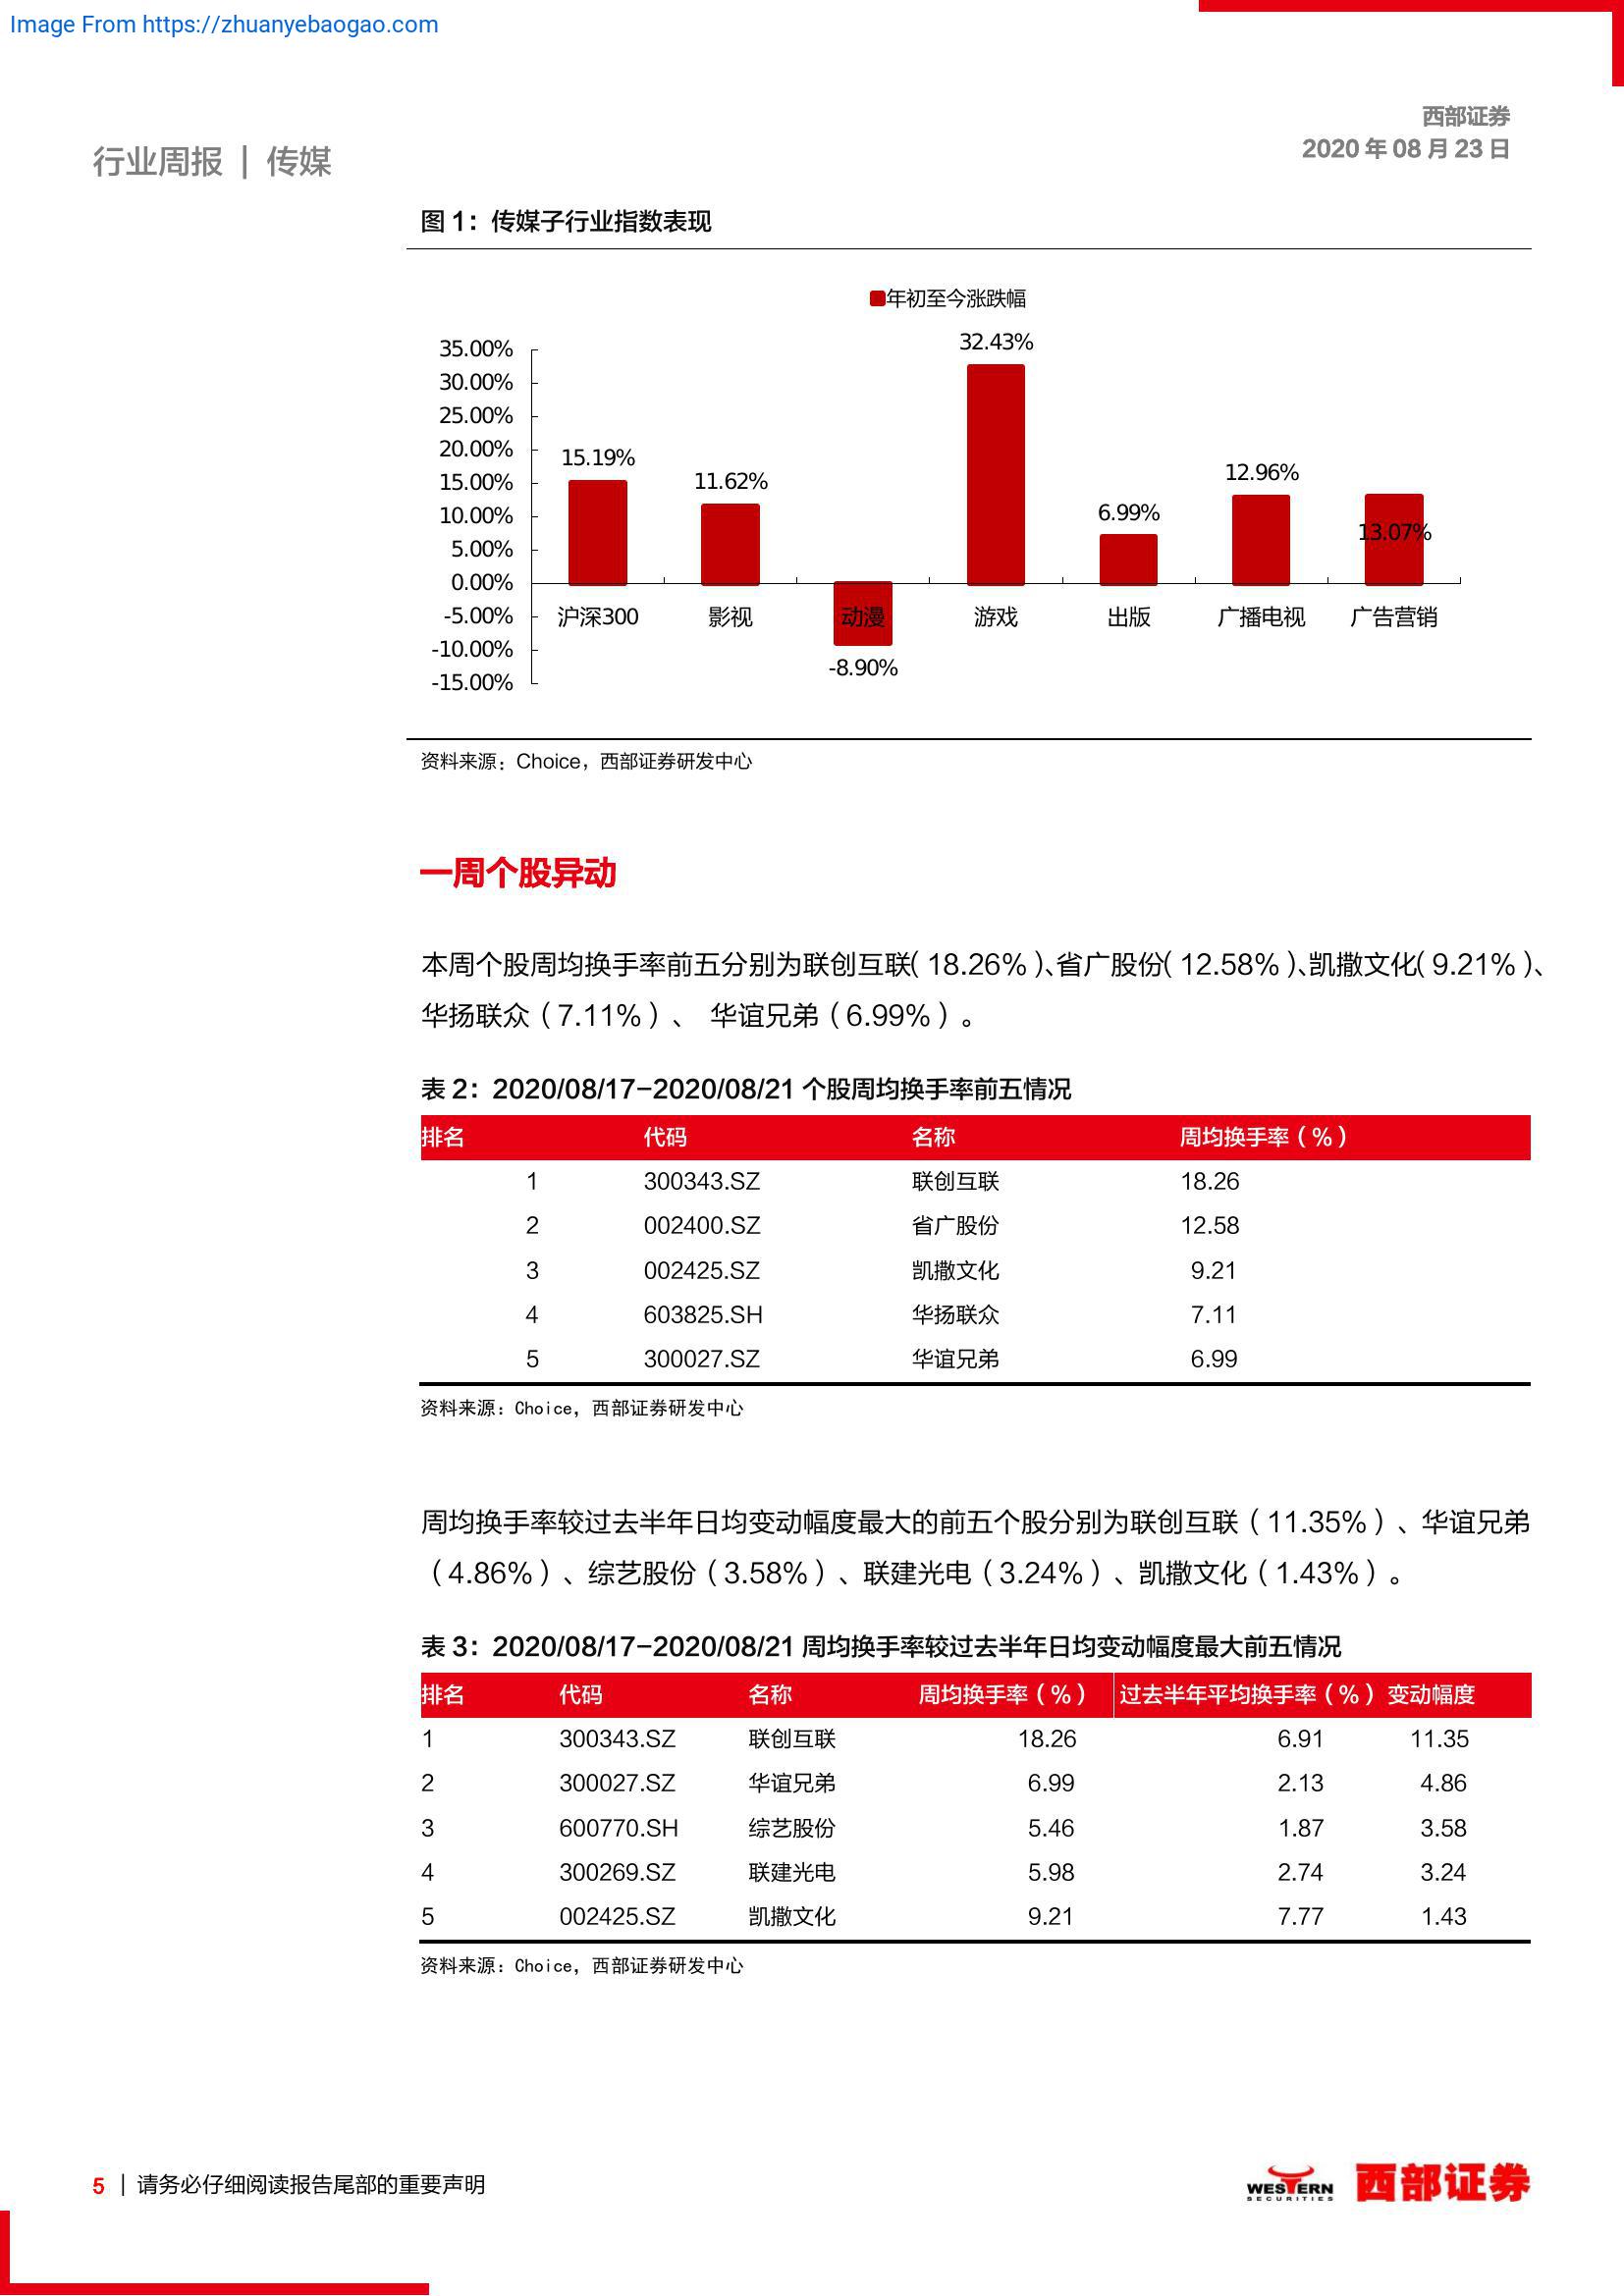 Image From https://zhuanyebaogao.com
西部证券
2020 年 08 月 23 日
行业周报 | 传媒
图 1：传媒子行业指数表现
年初至今涨跌幅
35.00%
30.00%
25.00%
20.00%
15.00%
10.00%
5.00%
0.00%
-5.00%
-10.00%
-15.00%
15.19%
11.62%
-8.90%
32.43%
6.99%
12.96%
13.07%
沪深300 影视 动漫 游戏 出版 广播电视 广告营销
资料来源：Choice，西部证券研发中心
一周个股异动
本周个股周均换手率前五分别为联创互联（18.26%）、省广股份（12.58%）、凯撒文化（9.21%）、
华扬联众（7.11%）、 华谊兄弟（6.99%）。
表 2：2020/08/17-2020/08/21 个股周均换手率前五情况
排名 代码 名称 周均换手率（%）
1 300343.SZ 联创互联 18.26
2 002400.SZ 省广股份 12.58
3 002425.SZ 凯撒文化 9.21
4 603825.SH 华扬联众 7.11
5 300027.SZ 华谊兄弟 6.99
资料来源：Choice，西部证券研发中心
周均换手率较过去半年日均变动幅度最大的前五个股分别为联创互联（11.35%）、华谊兄弟
（4.86%）、综艺股份（3.58%）、联建光电（3.24%）、凯撒文化（1.43%）。
表 3：2020/08/17-2020/08/21 周均换手率较过去半年日均变动幅度最大前五情况
排名 代码 名称 周均换手率（%） 过去半年平均换手率（%） 变动幅度
1 300343.SZ 联创互联 18.26 6.91 11.35
2 300027.SZ 华谊兄弟 6.99 2.13 4.86
3 600770.SH 综艺股份 5.46 1.87 3.58
4 300269.SZ 联建光电 5.98 2.74 3.24
5 002425.SZ 凯撒文化 9.21 7.77 1.43
资料来源：Choice，西部证券研发中心
5 | 请务必仔细阅读报告尾部的重要声明
WESTERN
SECURITIES
西部证券